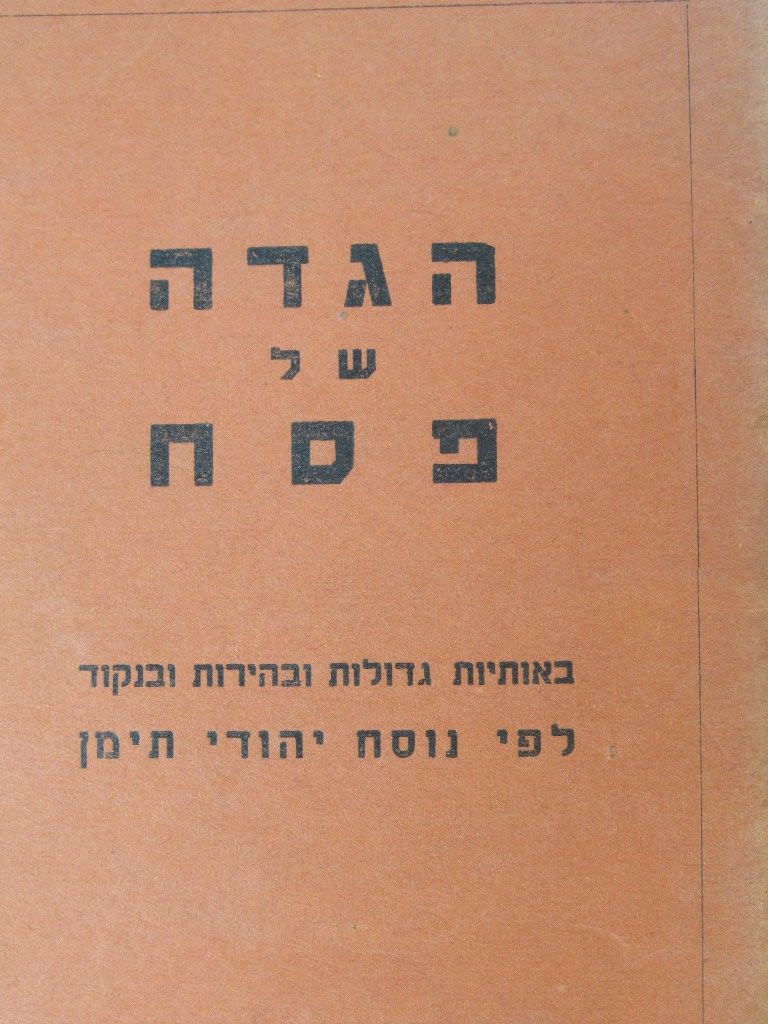 הגדה
של
פסח
באותיות גדולות ובהירות ובנקוד
לפי נוסח יהודי תימן